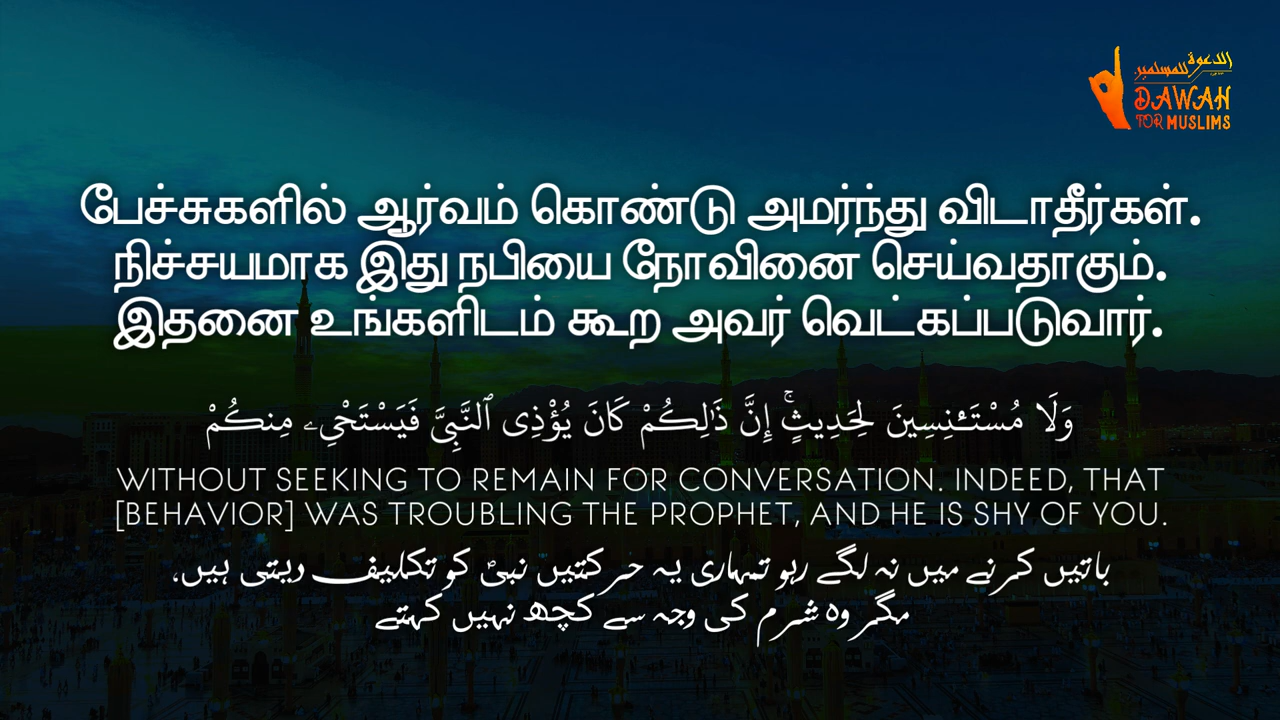 الدعوة للمسلمين
DAWAH
FOR MUSLIMS
பேச்சுகளில் ஆர்வம் கொண்டு அமர்ந்து விடாதீர்கள்.
நிச்சயமாக இது நபியை நோவினை செய்வதாகும்.
இதனை உங்களிடம் கூற அவர் வெட்கப்படுவார்.
وَلَا مُسْتَـْٔنِسِينَ لِحَدِيثٍ ۚ إِنَّ ذَٰلِكُمْ كَانَ يُؤْذِى ٱلنَّبِىَّ فَيَسْتَحْىِۦ مِنكُمْ
WITHOUT SEEKING TO REMAIN FOR CONVERSATION. INDEED, THAT
[BEHAVIOR] WAS TROUBLING THE PROPHET, AND HE IS SHY OF YOU.
باتیں کرنے میں نہ لگے رہو تمہاری یہ حرکتیں نبیؐ کو تکلیف دیتی ہیں،
مگر وہ شرم کی وجہ سے کچھ نہیں کہتے